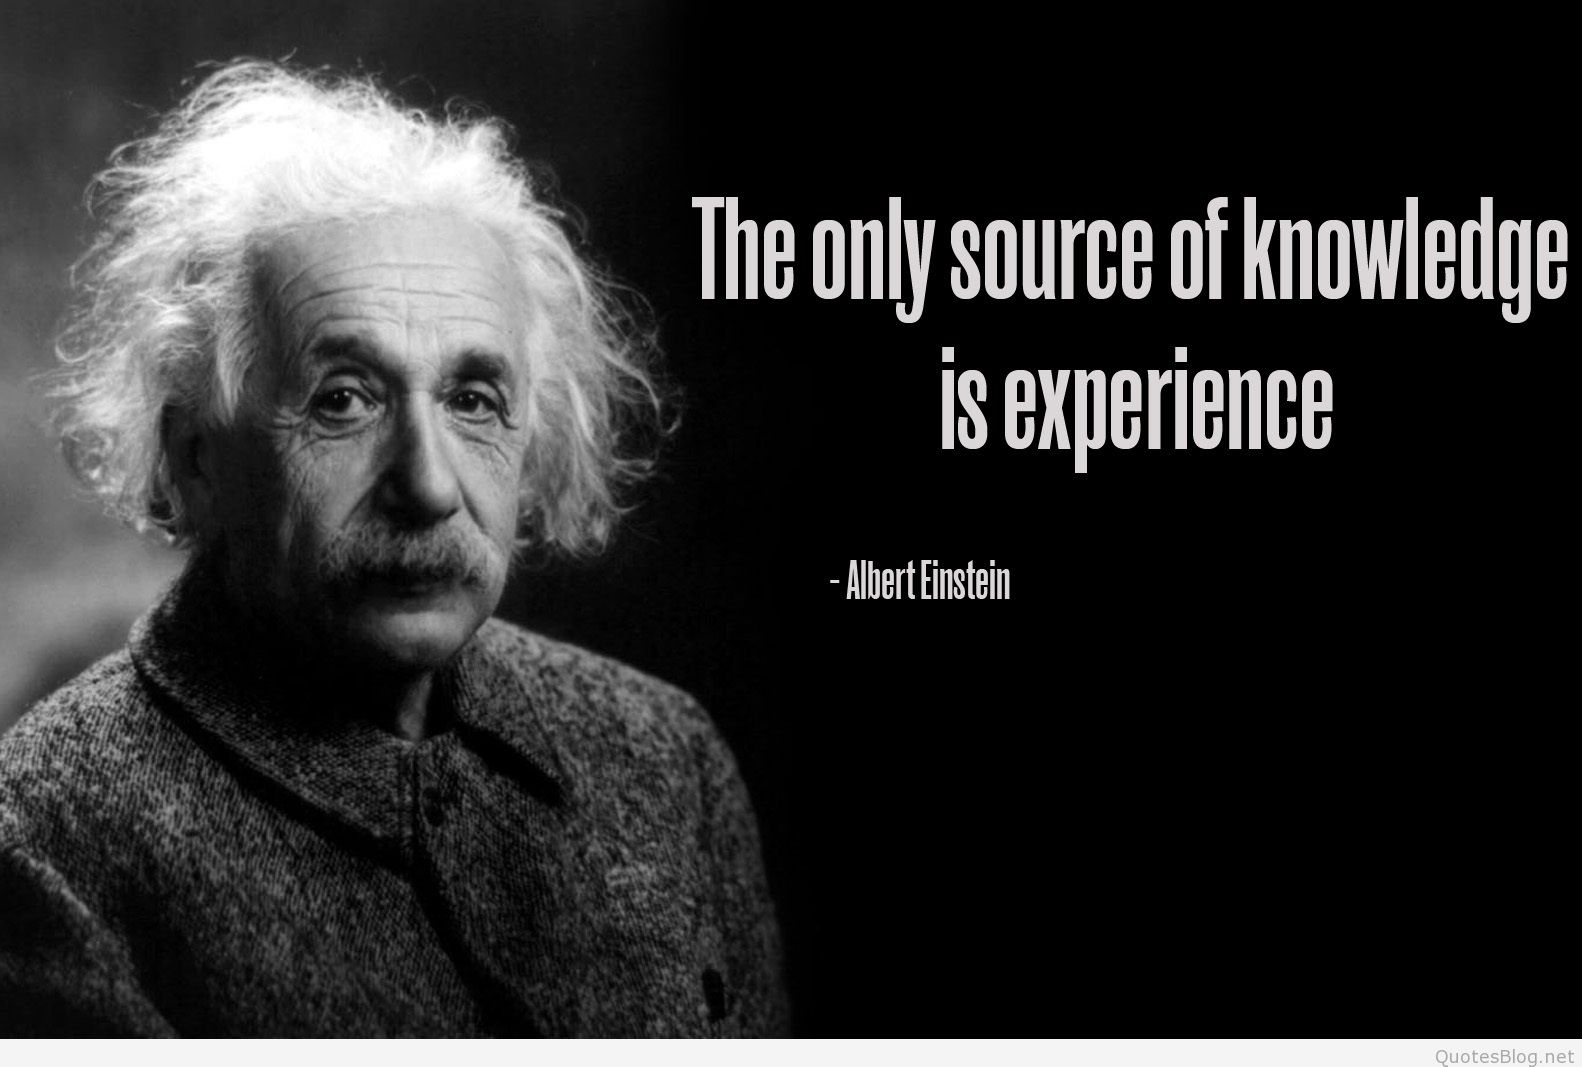 The only source of knowledge
is experience
- Albert Einstein
QuotesBlog.net